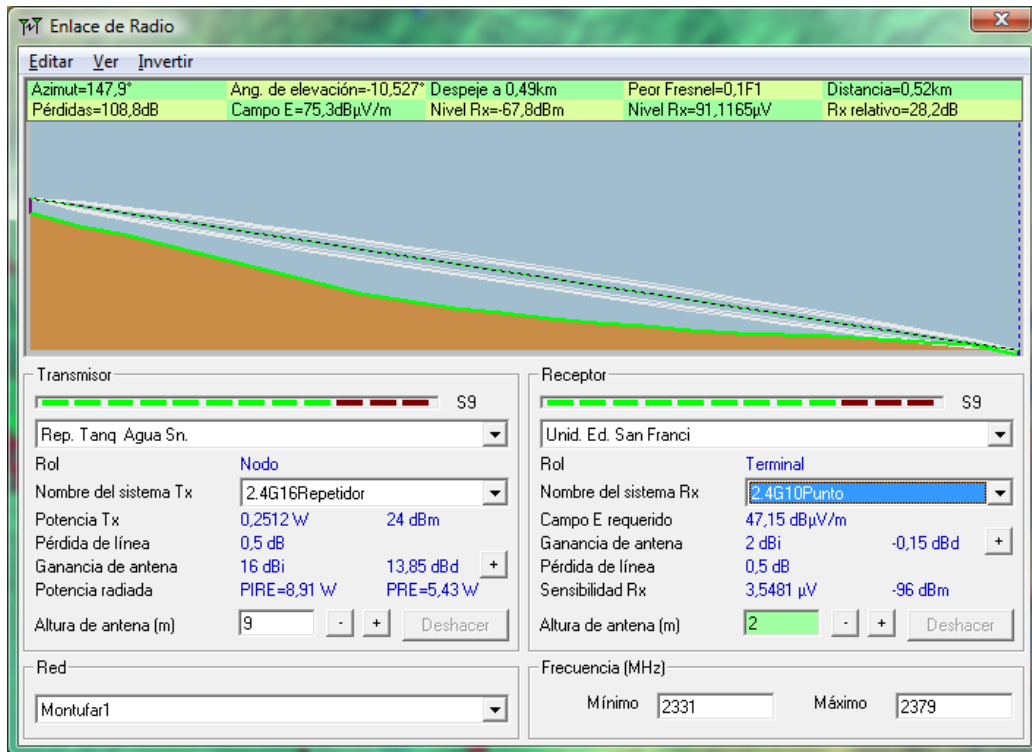 Enlace de Radio
Editar Ver Invertir
Azimut=147,9° Ang. de elevación=-10,527° Despeje a 0,49km Peor Fresnel=0,1F1 Distancia=0,52km
Pérdidas=108,8dB Campo E=75,3dBµV/m Nivel Rx=-67,8dBm Nivel Rx=91,1165µV Rx relativo=28,2dB
Transmisor
S9
Rep. Tanq Agua Sn.
Rol Nodo
Nombre del sistema Tx 2.4G16Repetidor
Potencia Tx 0,2512 W 24 dBm
Pérdida de línea 0,5 dB
Ganancia de antena 16 dBi 13,85 dBd +
Potencia radiada PIRE=8,91 W PRE=5,43 W
Altura de antena (m) 9 - + Deshacer
Receptor
S9
Unid. Ed. San Franci
Rol Terminal
Nombre del sistema Rx 2.4G10Punto
Campo E requerido 47,15 dBµV/m
Ganancia de antena 2 dBi -0,15 dBd +
Pérdida de línea 0,5 dB
Sensibilidad Rx 3,5481 µV -96 dBm
Altura de antena (m) 2 - + Deshacer
Red
Montufar1
Frecuencia (MHz)
Mínimo 2331 Máximo 2379